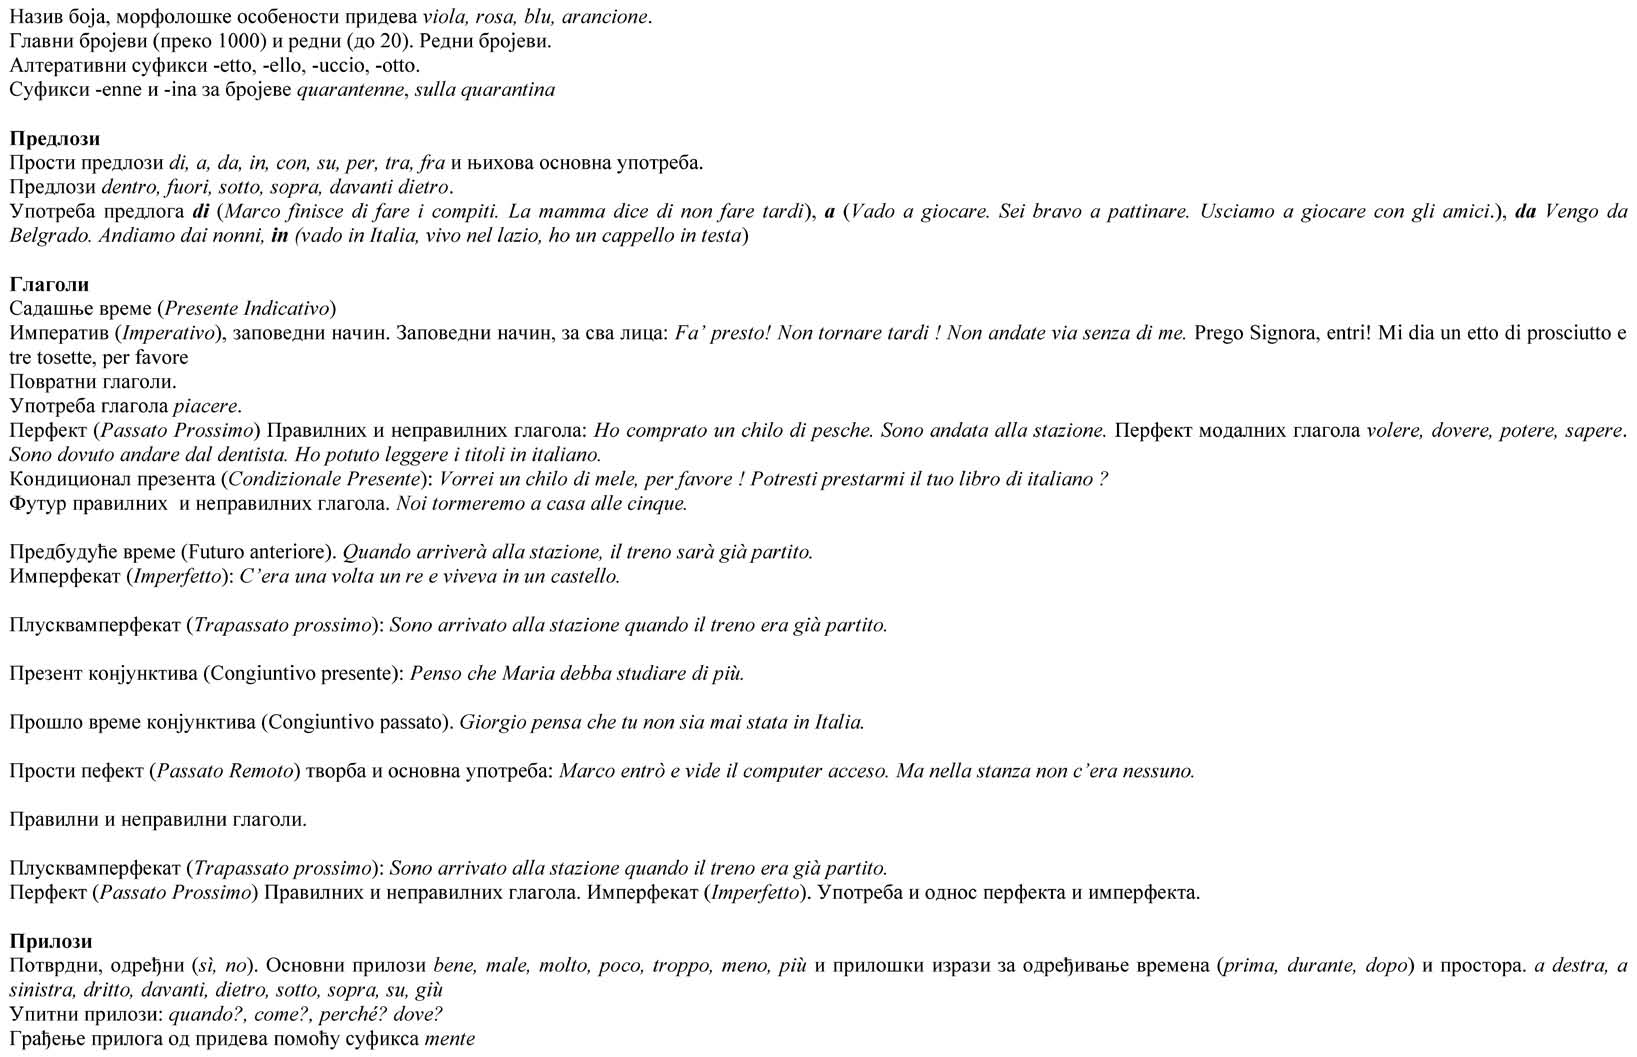 Назив боја, морфолошке особености придева viola, rosa, blu, arancione.
Главни бројеви (преко 1000) и редни (до 20). Редни бројеви.
Алтеративни суфикси -etto, -ello, -uccio, -otto.
Суфикси -enne и -ina за бројеве quarantenne, sulla quarantina
Предлози
Прости предлози di, a, da, in, con, su, per, tra, fra и њихова основна употреба.
Предлози dentro, fuori, sotto, sopra, davanti dietro.
Употреба предлога di (Marco finisce di fare i compiti. La mamma dice di non fare tardi), a (Vado a giocare. Sei bravo a pattinare. Usciamo a giocare con gli amici.), da Vengo da
Belgrado. Andiamo dai nonni, in (vado in Italia, vivo nel lazio, ho un cappello in testa)
Глаголи
Садашње време (Presente Indicativo)
Императив (Imperativo), заповедни начин. Заповедни начин, за сва лица: Fa’ presto! Non tornare tardi ! Non andate via senza di me. Prego Signora, entri! Mi dia un etto di prosciutto e
tre tosette, per favore
Повратни глаголи.
Употреба глагола piacere.
Перфект (Passato Prossimo) Правилних и неправилних глагола: Ho comprato un chilo di pesche. Sono andata alla stazione. Перфект модалних глагола volere, dovere, potere, sapere.
Sono dovuto andare dal dentista. Ho potuto leggere i titoli in italiano.
Кондиционал презента (Condizionale Presente): Vorrei un chilo di mele, per favore ! Potresti prestarmi il tuo libro di italiano ?
Футур правилних  и неправилних глагола. Noi tormeremo a casa alle cinque.
Предбудуће време (Futuro anteriore). Quando arriverà alla stazione, il treno sarà già partito.
Имперфекат (Imperfetto): C’era una volta un re e viveva in un castello.
Плусквамперфекат (Trapassato prossimo): Sono arrivato alla stazione quando il treno era già partito.
Презент конјунктива (Congiuntivo presente): Penso che Maria debba studiare di più.
Прошло време конјунктива (Congiuntivo passato). Giorgio pensa che tu non sia mai stata in Italia.
Прости пефект (Passato Remoto) творба и основна употреба: Marco entrò e vide il computer acceso. Ma nella stanza non c’era nessuno.
Правилни и неправилни глаголи.
Плусквамперфекат (Trapassato prossimo): Sono arrivato alla stazione quando il treno era già partito.
Перфект (Passato Prossimo) Правилних и неправилних глагола. Имперфекат (Imperfetto). Употреба и однос перфекта и имперфекта.
Прилози
Потврдни, одређни (sì, no). Основни прилози bene, male, molto, poco, troppo, meno, più и прилошки изрази за одређивање времена (prima, durante, dopo) и простора. a destra, a
sinistra, dritto, davanti, dietro, sotto, sopra, su, giù
Упитни прилози: quando?, come?, perché? dove?
Грађење прилога од придева помоћу суфикса mente